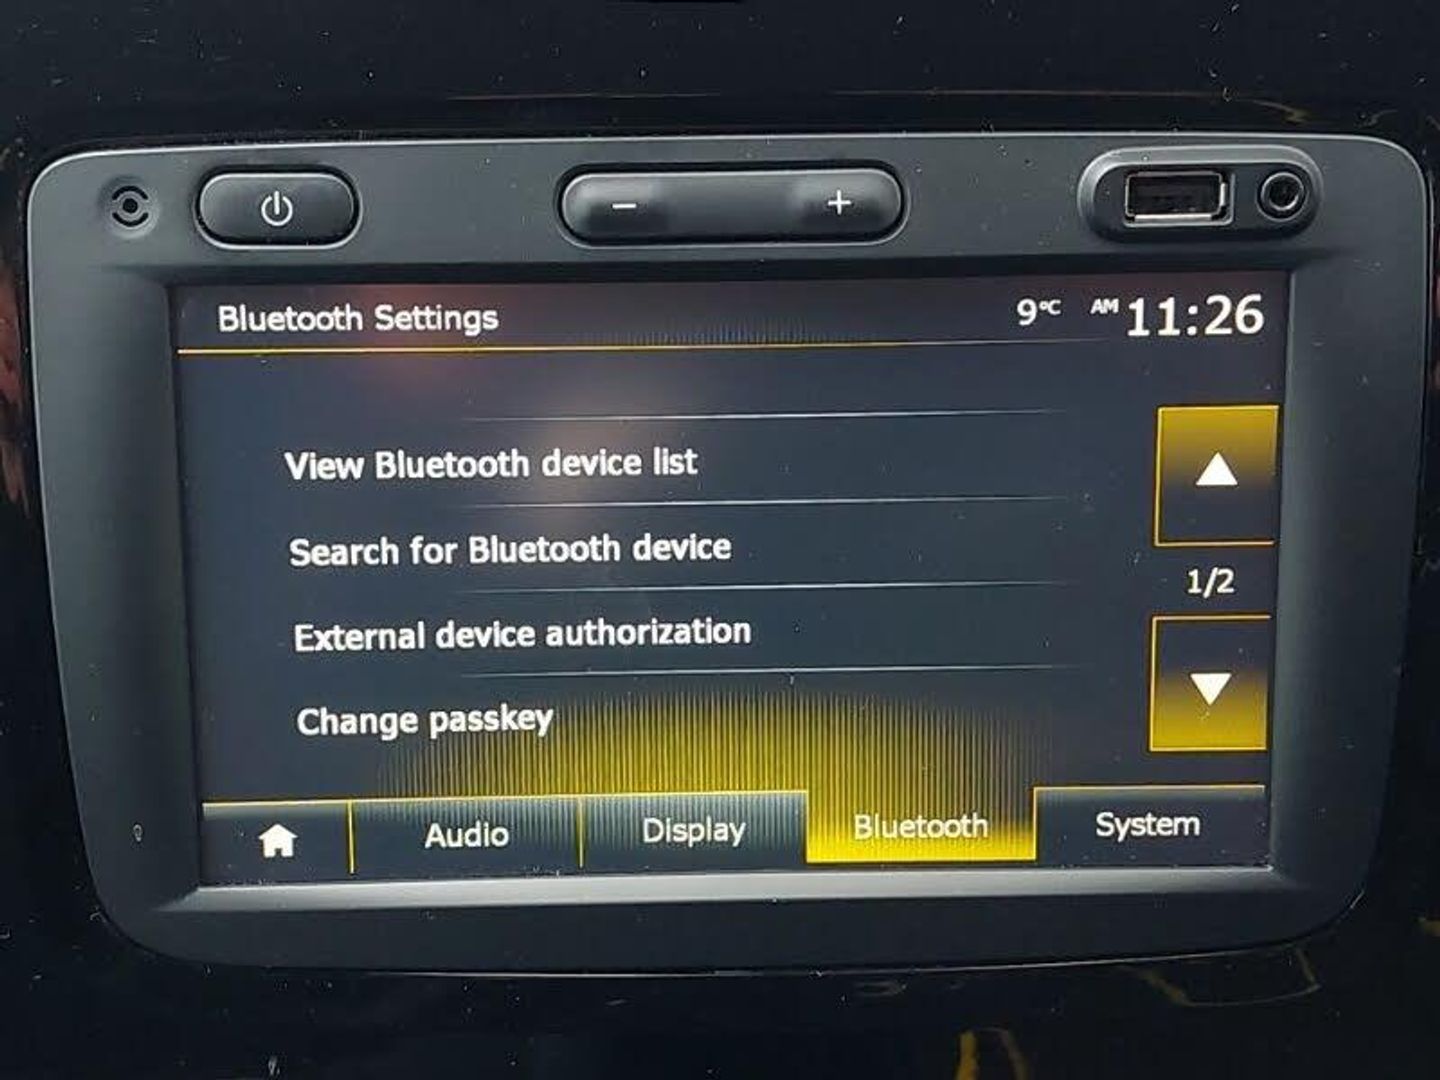 Bluetooth Settings 9°C AM 11:26
View Bluetooth device list
Search for Bluetooth device
1/2
External device authorization
Change passkey
Audio Display Bluetooth System